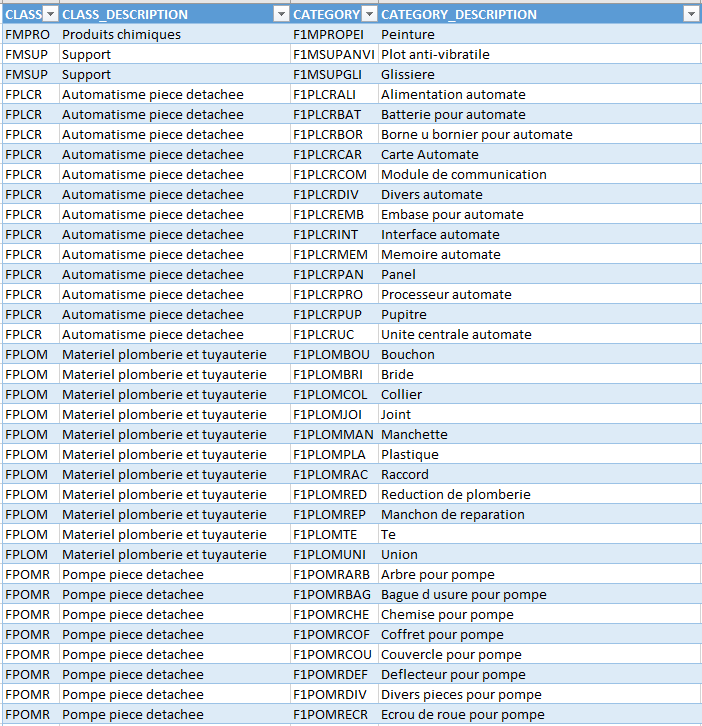 CLASS CLASS_DESCRIPTION CATEGORY CATEGORY_DESCRIPTION
FMPRO Produits chimiques F1MPROPEI Peinture
FMSUP Support F1MSUPANVI Plot anti-vibratile
FMSUP Support F1MSUPGLI Glissiere
FPLCR Automatisme piece detachee F1PLCRALI Alimentation automate
FPLCR Automatisme piece detachee F1PLCRBAT Batterie pour automate
FPLCR Automatisme piece detachee F1PLCRBOR Borne u bornier pour automate
FPLCR Automatisme piece detachee F1PLCRCAR Carte Automate
FPLCR Automatisme piece detachee F1PLCRCOM Module de communication
FPLCR Automatisme piece detachee F1PLCRDIV Divers automate
FPLCR Automatisme piece detachee F1PLCREMB Embase pour automate
FPLCR Automatisme piece detachee F1PLCRINT Interface automate
FPLCR Automatisme piece detachee F1PLCRMEM Memoire automate
FPLCR Automatisme piece detachee F1PLCRPAN Panel
FPLCR Automatisme piece detachee F1PLCRPRO Processeur automate
FPLCR Automatisme piece detachee F1PLCRPUP Pupitre
FPLCR Automatisme piece detachee F1PLCRUC Unite centrale automate
FPLOM Materiel plomberie et tuyauterie F1PLOMBOU Bouchon
FPLOM Materiel plomberie et tuyauterie F1PLOMBRI Bride
FPLOM Materiel plomberie et tuyauterie F1PLOMCOL Collier
FPLOM Materiel plomberie et tuyauterie F1PLOMJOI Joint
FPLOM Materiel plomberie et tuyauterie F1PLOMMAN Manchette
FPLOM Materiel plomberie et tuyauterie F1PLOMPLA Plastique
FPLOM Materiel plomberie et tuyauterie F1PLOMRAC Raccord
FPLOM Materiel plomberie et tuyauterie F1PLOMRED Reduction de plomberie
FPLOM Materiel plomberie et tuyauterie F1PLOMREP Manchon de reparation
FPLOM Materiel plomberie et tuyauterie F1PLOMTE Te
FPLOM Materiel plomberie et tuyauterie F1PLOMUNI Union
FPOMR Pompe piece detachee F1POMRARB Arbre pour pompe
FPOMR Pompe piece detachee F1POMRBAG Bague d usure pour pompe
FPOMR Pompe piece detachee F1POMRCHE Chemise pour pompe
FPOMR Pompe piece detachee F1POMRCOF Coffret pour pompe
FPOMR Pompe piece detachee F1POMRCOU Couvercle pour pompe
FPOMR Pompe piece detachee F1POMRDEF Deflecteur pour pompe
FPOMR Pompe piece detachee F1POMRDIV Divers pieces pour pompe
FPOMR Pompe piece detachee F1POMRECR Ecrou de roue pour pompe